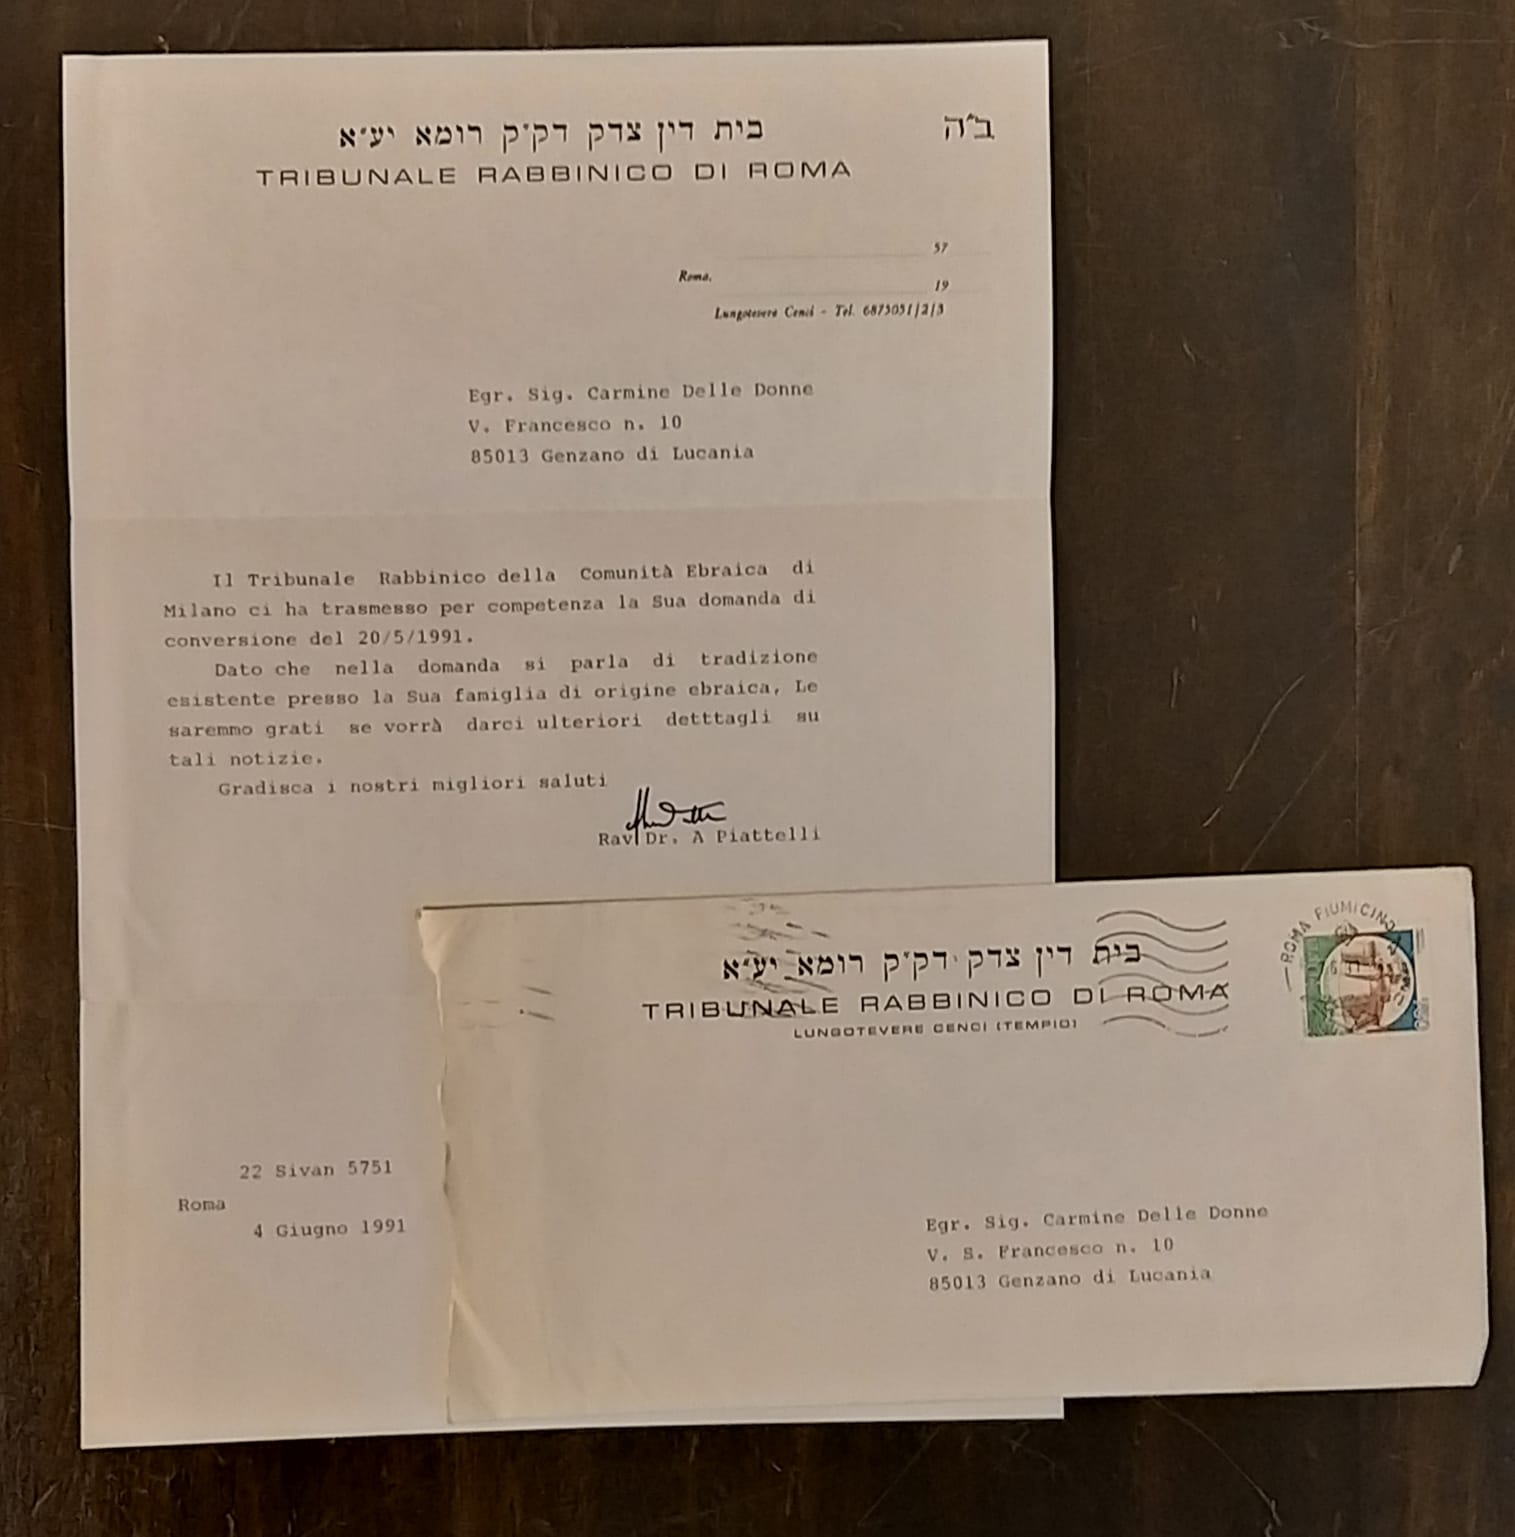 ב"ה
בית דין צדק דק"ק רומא יע"א
TRIBUNALE RABBINICO DI ROMA
57
Roma,
19
Lungotevere Cenci - Tel. 6875051/2/3
Egr. Sig. Carmine Delle Donne
V. Francesco n. 10
85013 Genzano di Lucania
Il Tribunale Rabbinico della Comunità Ebraica di
Milano ci ha trasmesso per competenza la Sua domanda di
conversione del 20/5/1991.
Dato che nella domanda si parla di tradizione
esistente presso la Sua famiglia di origine ebraica, Le
saremmo grati se vorrà darci ulteriori detttagli su
tali notizie.
Gradisca i nostri migliori saluti
Rav Dr. A Piattelli
22 Sivan 5751
Roma
4 Giugno 1991
ROMA FIUMICINO
בית דין צדק דק"ק רומא יע"א
TRIBUNALE RABBINICO DI ROMA
LUNGOTEVERE CENCI (TEMPIO)
Egr. Sig. Carmine Delle Donne
V. S. Francesco n. 10
85013 Genzano di Lucania